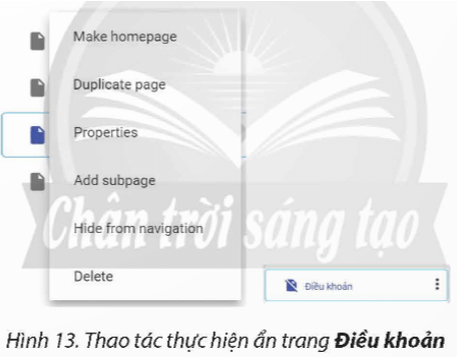 Make homepage
Duplicate page
Properties
Add subpage
Chân trời sáng tạo
Hide from navigation
Delete
Điều khoản
Hình 13. Thao tác thực hiện ẩn trang Điều khoản